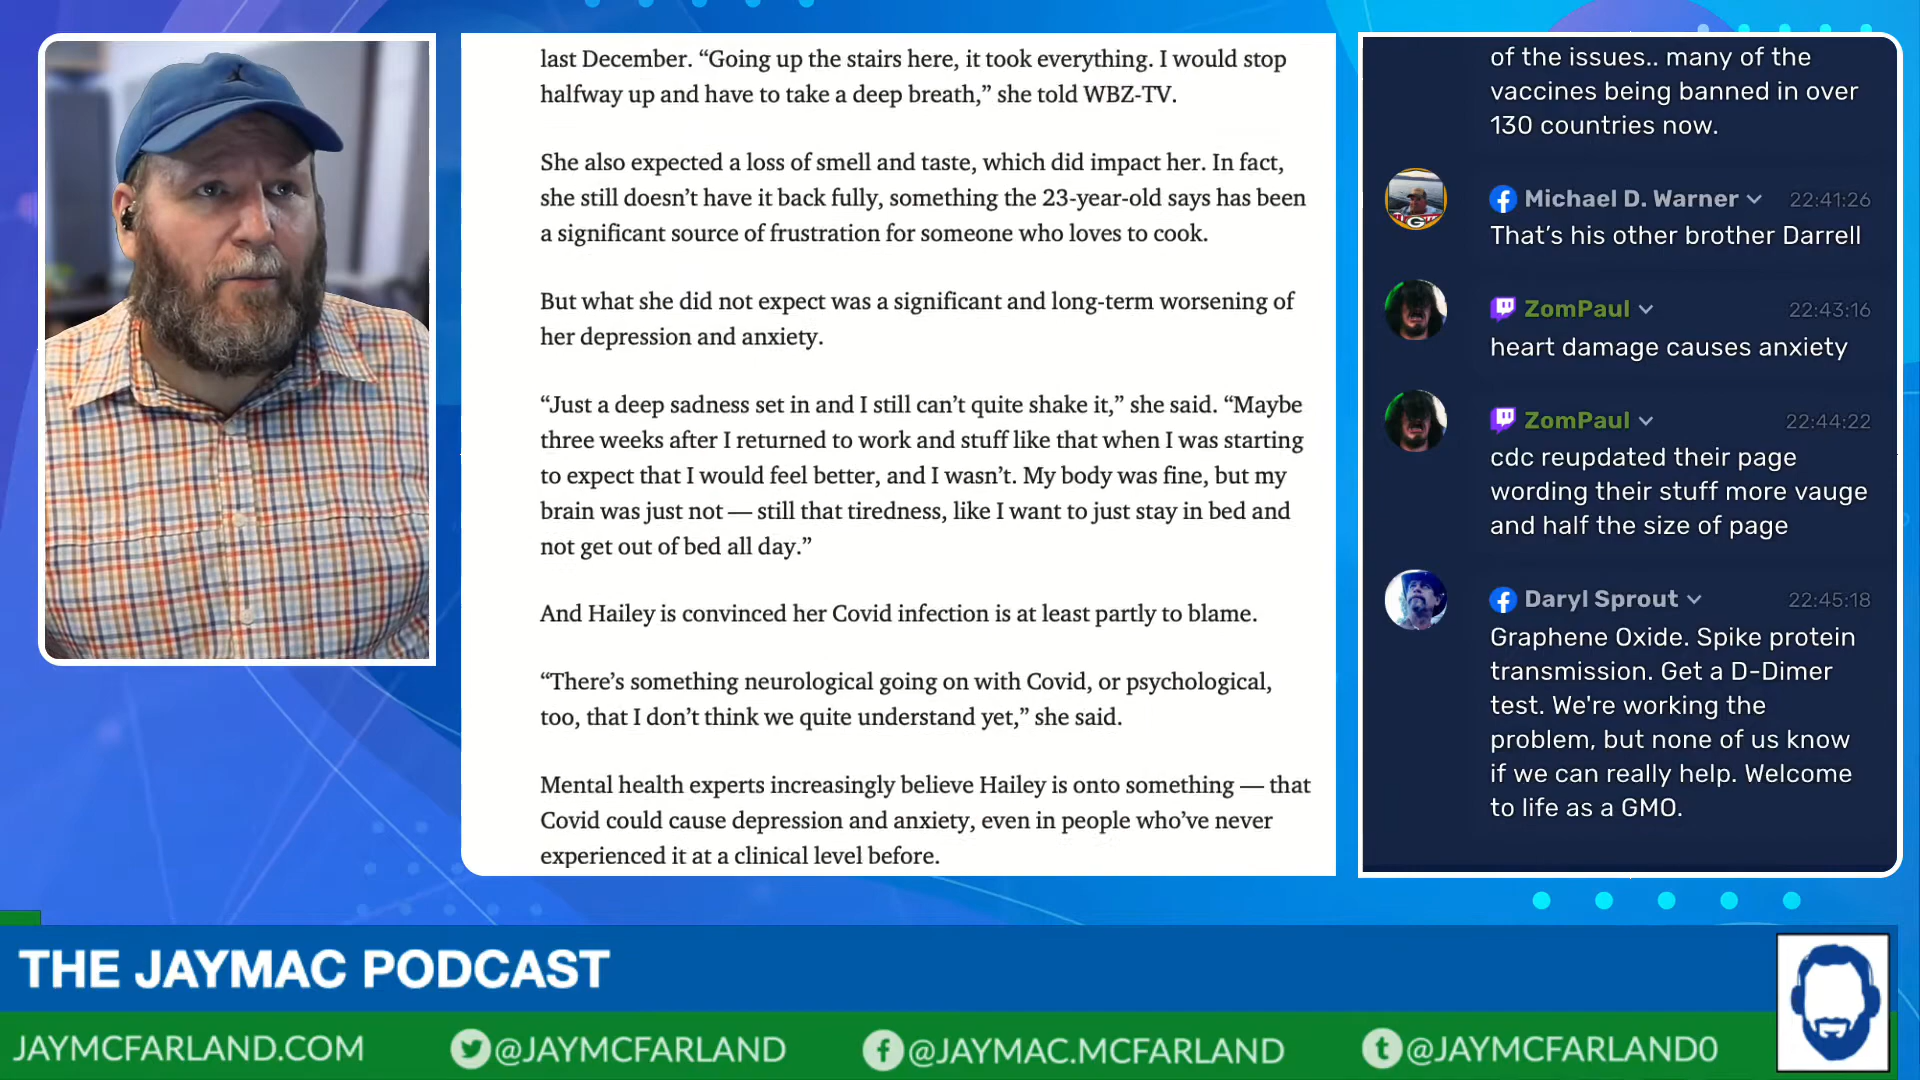 last December. “Going up the stairs here, it took everything. I would stop
halfway up and have to take a deep breath,” she told WBZ-TV.
She also expected a loss of smell and taste, which did impact her. In fact,
she still doesn’t have it back fully, something the 23-year-old says has been
a significant source of frustration for someone who loves to cook.
But what she did not expect was a significant and long-term worsening of
her depression and anxiety.
“Just a deep sadness set in and I still can’t quite shake it,” she said. “Maybe
three weeks after I returned to work and stuff like that when I was starting
to expect that I would feel better, and I wasn’t. My body was fine, but my
brain was just not — still that tiredness, like I want to just stay in bed and
not get out of bed all day.”
And Hailey is convinced her Covid infection is at least partly to blame.
“There’s something neurological going on with Covid, or psychological,
too, that I don’t think we quite understand yet,” she said.
Mental health experts increasingly believe Hailey is onto something — that
Covid could cause depression and anxiety, even in people who’ve never
experienced it at a clinical level before.
of the issues.. many of the
vaccines being banned in over
130 countries now.
Michael D. Warner 22:41:26
That’s his other brother Darrell
ZomPaul 22:43:16
heart damage causes anxiety
ZomPaul 22:44:22
cdc reupdated their page
wording their stuff more vauge
and half the size of page
Daryl Sprout 22:45:18
Graphene Oxide. Spike protein
transmission. Get a D-Dimer
test. We're working the
problem, but none of us know
if we can really help. Welcome
to life as a GMO.
THE JAYMAC PODCAST
JAYMCFARLAND.COM @JAYMCFARLAND @JAYMAC.MCFARLAND @JAYMCFARLAND0